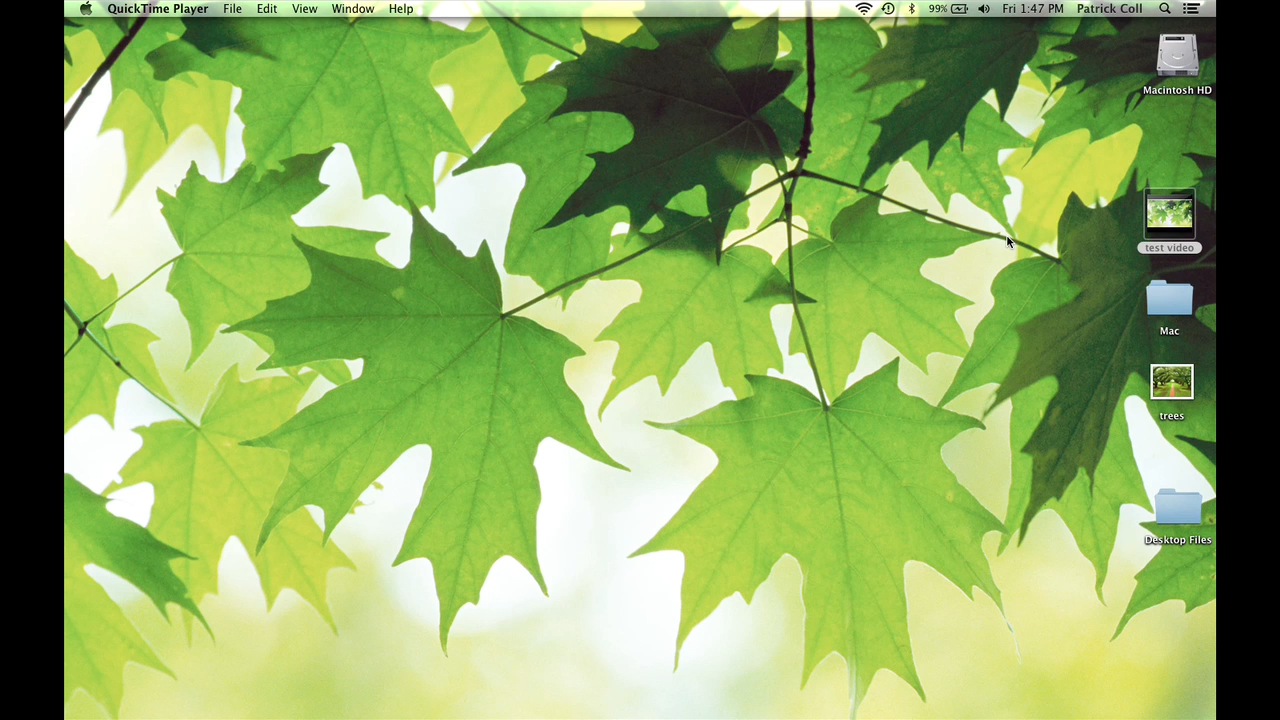 QuickTime Player File Edit View Window Help 99% Fri 1:47 PM Patrick Coll
Macintosh HD
test video
Mac
trees
Desktop Files